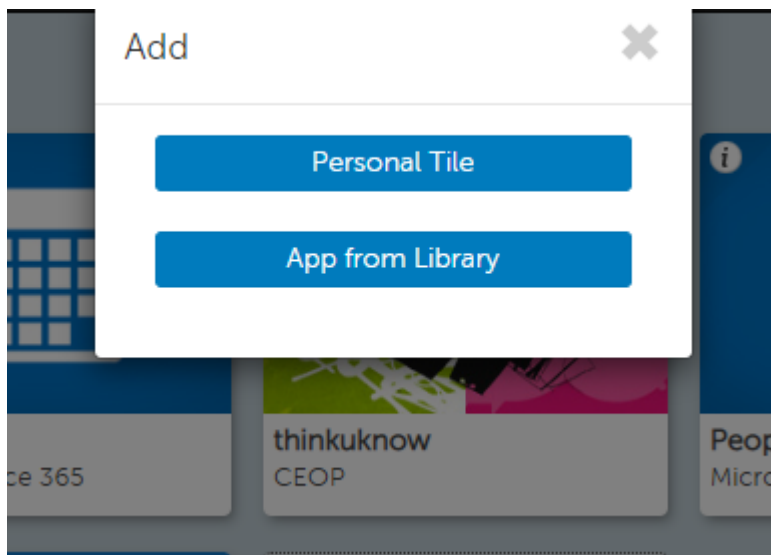 Add
Personal Tile
App from Library
i
thinkuknow
CEOP
ce 365
Peop
Micro